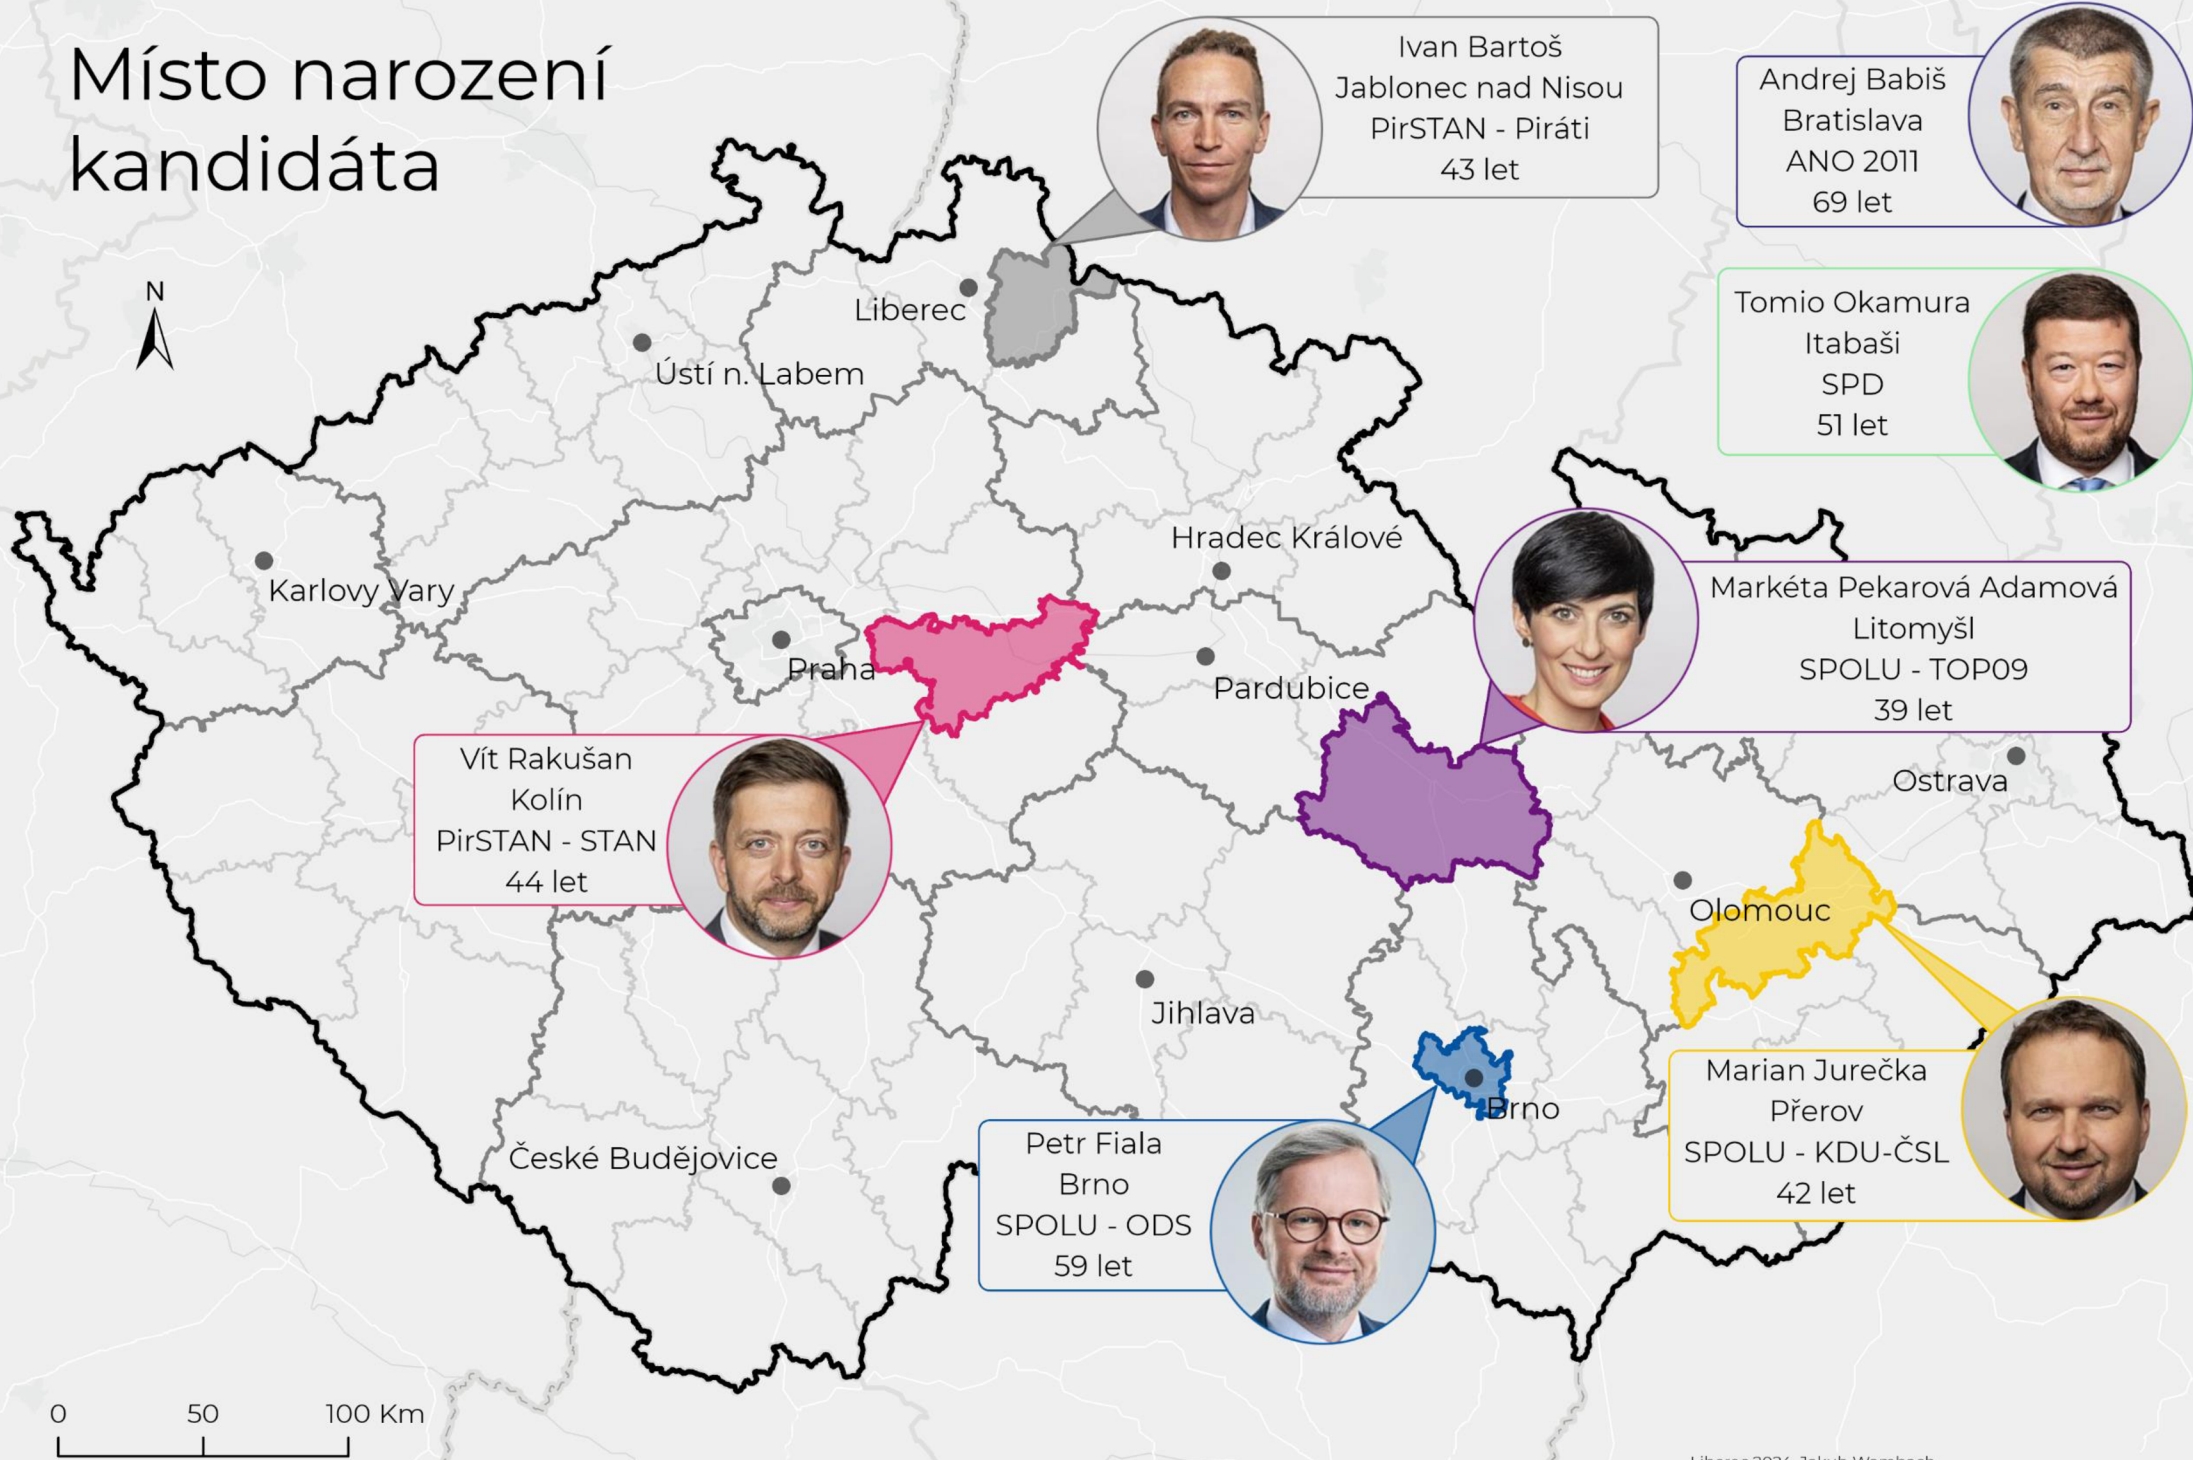 Místo narození
kandidáta
Ivan Bartoš
Jablonec nad Nisou
PirSTAN - Piráti
43 let
Andrej Babiš
Bratislava
ANO 2011
69 let
Tomio Okamura
Itabaši
SPD
51 let
N
Liberec
Ústí n. Labem
Hradec Králové
Karlovy Vary
Praha
Pardubice
Markéta Pekarová Adamová
Litomyšl
SPOLU - TOP09
39 let
Vít Rakušan
Kolín
PirSTAN - STAN
44 let
Ostrava
Olomouc
Jihlava
Brno
České Budějovice
Petr Fiala
Brno
SPOLU - ODS
59 let
Marian Jurečka
Přerov
SPOLU - KDU-ČSL
42 let
0 50 100 Km